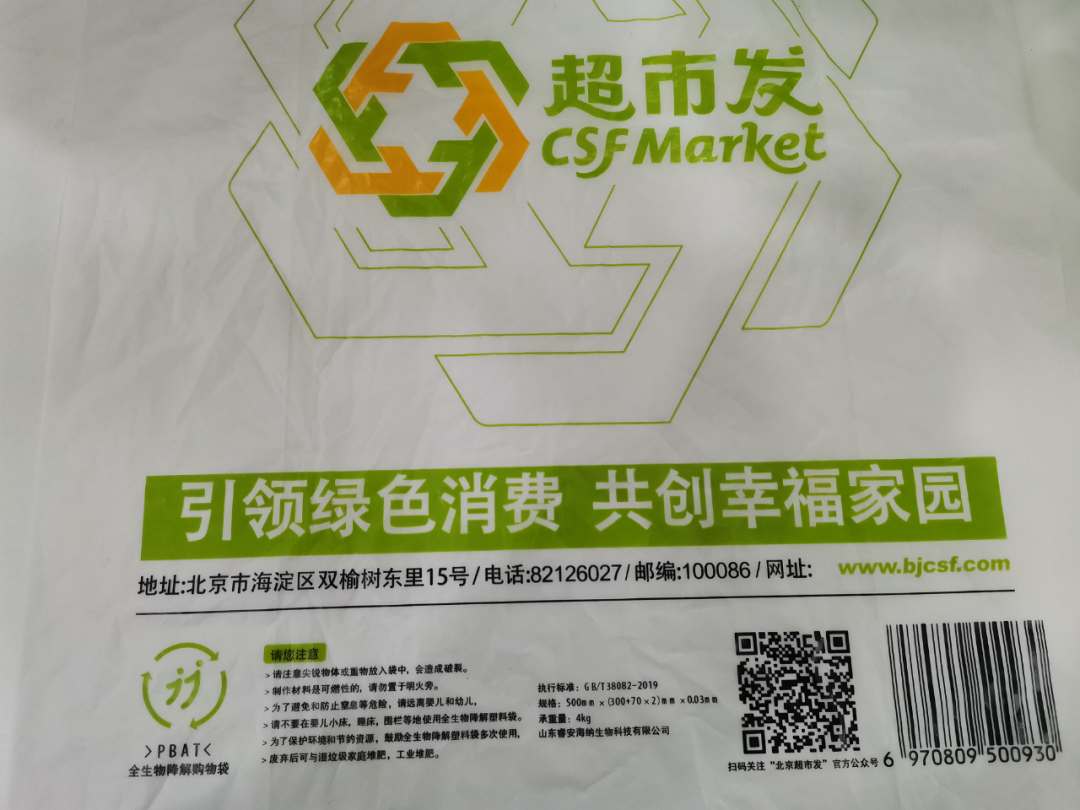 超市发
CSF Market
引领绿色消费 共创幸福家园
地址:北京市海淀区双榆树东里15号/电话:82126027/邮编:100086/网址: www.bjcsf.com
jj
>PBAT<
全生物降解购物袋
请您注意
>请注意尖锐物体或重物放入袋中，会造成破裂。
>制作材料是可燃性的，请勿置于明火旁。
>为了避免和防止窒息等危险，请远离婴儿和幼儿，
>请不要在婴儿小床，睡床，围栏等地使用全生物降解塑料袋。
>为了保护环境和节约资源，鼓励全生物降解塑料袋多次使用，
>废弃后可与湿垃圾家庭堆肥，工业堆肥。
执行标准：GB/T38082-2019
规格：500mm×(300+70×2)mm×0.03mm
承重量：4kg
山东睿安海纳生物科技有限公司
扫码关注“北京超市发”官方公众号
6 970809 500930